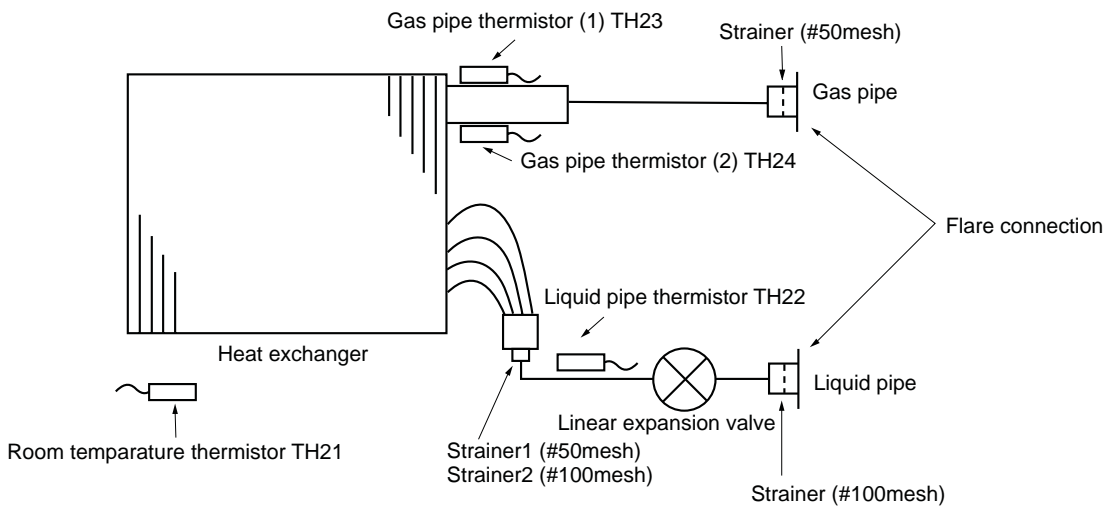 Gas pipe thermistor (1) TH23
Strainer (#50mesh)
Gas pipe
Gas pipe thermistor (2) TH24
Flare connection
Liquid pipe thermistor TH22
Heat exchanger
Liquid pipe
Linear expansion valve
Room temparature thermistor TH21
Strainer1 (#50mesh)
Strainer2 (#100mesh)
Strainer (#100mesh)